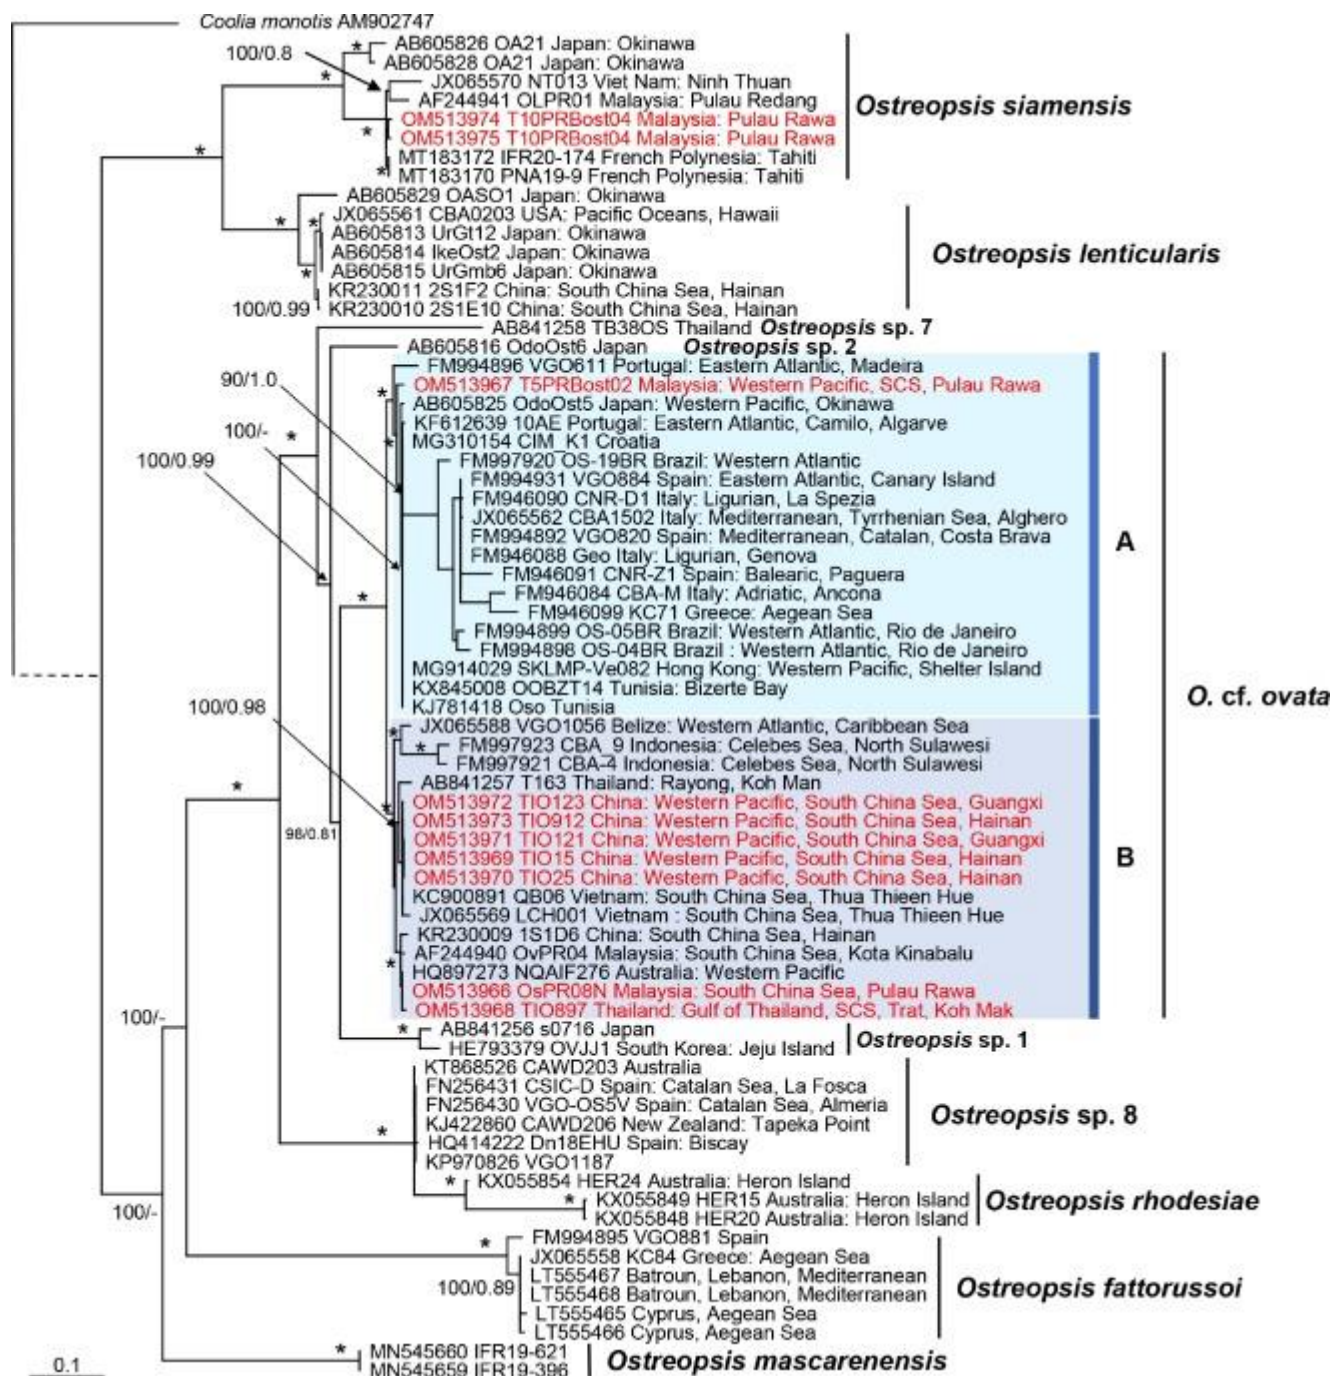 Coolia monotis AM902747
AB605826 OA21 Japan: Okinawa
100/0.8
AB605828 OA21 Japan: Okinawa
JX065570 NT013 Viet Nam: Ninh Thuan
AF244941 OLPR01 Malaysia: Pulau Redang
Ostreopsis siamensis
OM513974 T10PRBost04 Malaysia: Pulau Rawa
OM513975 T10PRBost04 Malaysia: Pulau Rawa
MT183172 IFR20-174 French Polynesia: Tahiti
MT183170 PNA19-9 French Polynesia: Tahiti
AB605829 OASO1 Japan: Okinawa
JX065561 CBA0203 USA: Pacific Oceans, Hawaii
AB605813 UrGt12 Japan: Okinawa
AB605814 IkeOst2 Japan: Okinawa
Ostreopsis lenticularis
AB605815 UrGmb6 Japan: Okinawa
KR230011 2S1F2 China: South China Sea, Hainan
100/0.99
KR230010 2S1E10 China: South China Sea, Hainan
AB841258 TB38OS Thailand Ostreopsis sp. 7
AB605816 OdoOst6 Japan Ostreopsis sp. 2
FM994896 VGO611 Portugal: Eastern Atlantic, Madeira
90/1.0
OM513967 T5PRBost02 Malaysia: Western Pacific, SCS, Pulau Rawa
AB605825 OdoOst5 Japan: Western Pacific, Okinawa
KF612639 10AE Portugal: Eastern Atlantic, Camilo, Algarve
100/-
MG310154 CIM_K1 Croatia
100/0.99
FM997920 OS-19BR Brazil: Western Atlantic
FM994931 VGO884 Spain: Eastern Atlantic, Canary Island
FM946090 CNR-D1 Italy: Ligurian, La Spezia
JX065562 CBA1502 Italy: Mediterranean, Tyrrhenian Sea, Alghero
FM994892 VGO820 Spain: Mediterranean, Catalan, Costa Brava
A
FM946088 Geo Italy: Ligurian, Genova
FM946091 CNR-Z1 Spain: Balearic, Paguera
FM946084 CBA-M Italy: Adriatic, Ancona
FM946099 KC71 Greece: Aegean Sea
FM994899 OS-05BR Brazil: Western Atlantic, Rio de Janeiro
FM994898 OS-04BR Brazil : Western Atlantic, Rio de Janeiro
MG914029 SKLMP-Ve082 Hong Kong: Western Pacific, Shelter Island
KX845008 OOBZT14 Tunisia: Bizerte Bay
O. cf. ovata
100/0.98
KJ781418 Oso Tunisia
JX065588 VGO1056 Belize: Western Atlantic, Caribbean Sea
FM997923 CBA_9 Indonesia: Celebes Sea, North Sulawesi
FM997921 CBA-4 Indonesia: Celebes Sea, North Sulawesi
AB841257 T163 Thailand: Rayong, Koh Man
OM513972 TIO123 China: Western Pacific, South China Sea, Guangxi
OM513973 TIO912 China: Western Pacific, South China Sea, Hainan
98/0.81
OM513971 TIO121 China: Western Pacific, South China Sea, Guangxi
B
OM513969 TIO15 China: Western Pacific, South China Sea, Hainan
OM513970 TIO25 China: Western Pacific, South China Sea, Hainan
KC900891 QB06 Vietnam: South China Sea, Thua Thieen Hue
JX065569 LCH001 Vietnam : South China Sea, Thua Thieen Hue
KR230009 1S1D6 China: South China Sea, Hainan
AF244940 OvPR04 Malaysia: South China Sea, Kota Kinabalu
HQ897273 NQAIF276 Australia: Western Pacific
OM513966 OsPR08N Malaysia: South China Sea, Pulau Rawa
OM513968 TIO897 Thailand: Gulf of Thailand, SCS, Trat, Koh Mak
100/-
AB841256 s0716 Japan
Ostreopsis sp. 1
HE793379 OVJJ1 South Korea: Jeju Island
KT868526 CAWD203 Australia
FN256431 CSIC-D Spain: Catalan Sea, La Fosca
FN256430 VGO-OS5V Spain: Catalan Sea, Almeria
Ostreopsis sp. 8
KJ422860 CAWD206 New Zealand: Tapeka Point
HQ414222 Dn18EHU Spain: Biscay
KP970826 VGO1187
KX055854 HER24 Australia: Heron Island
KX055849 HER15 Australia: Heron Island
Ostreopsis rhodesiae
100/-
KX055848 HER20 Australia: Heron Island
FM994895 VGO881 Spain
JX065558 KC84 Greece: Aegean Sea
LT555467 Batroun, Lebanon, Mediterranean
100/0.89
Ostreopsis fattorussoi
LT555468 Batroun, Lebanon, Mediterranean
LT555465 Cyprus, Aegean Sea
LT555466 Cyprus, Aegean Sea
MN545660 IFR19-621
Ostreopsis mascarenensis
0.1
MN545659 IFR19-396